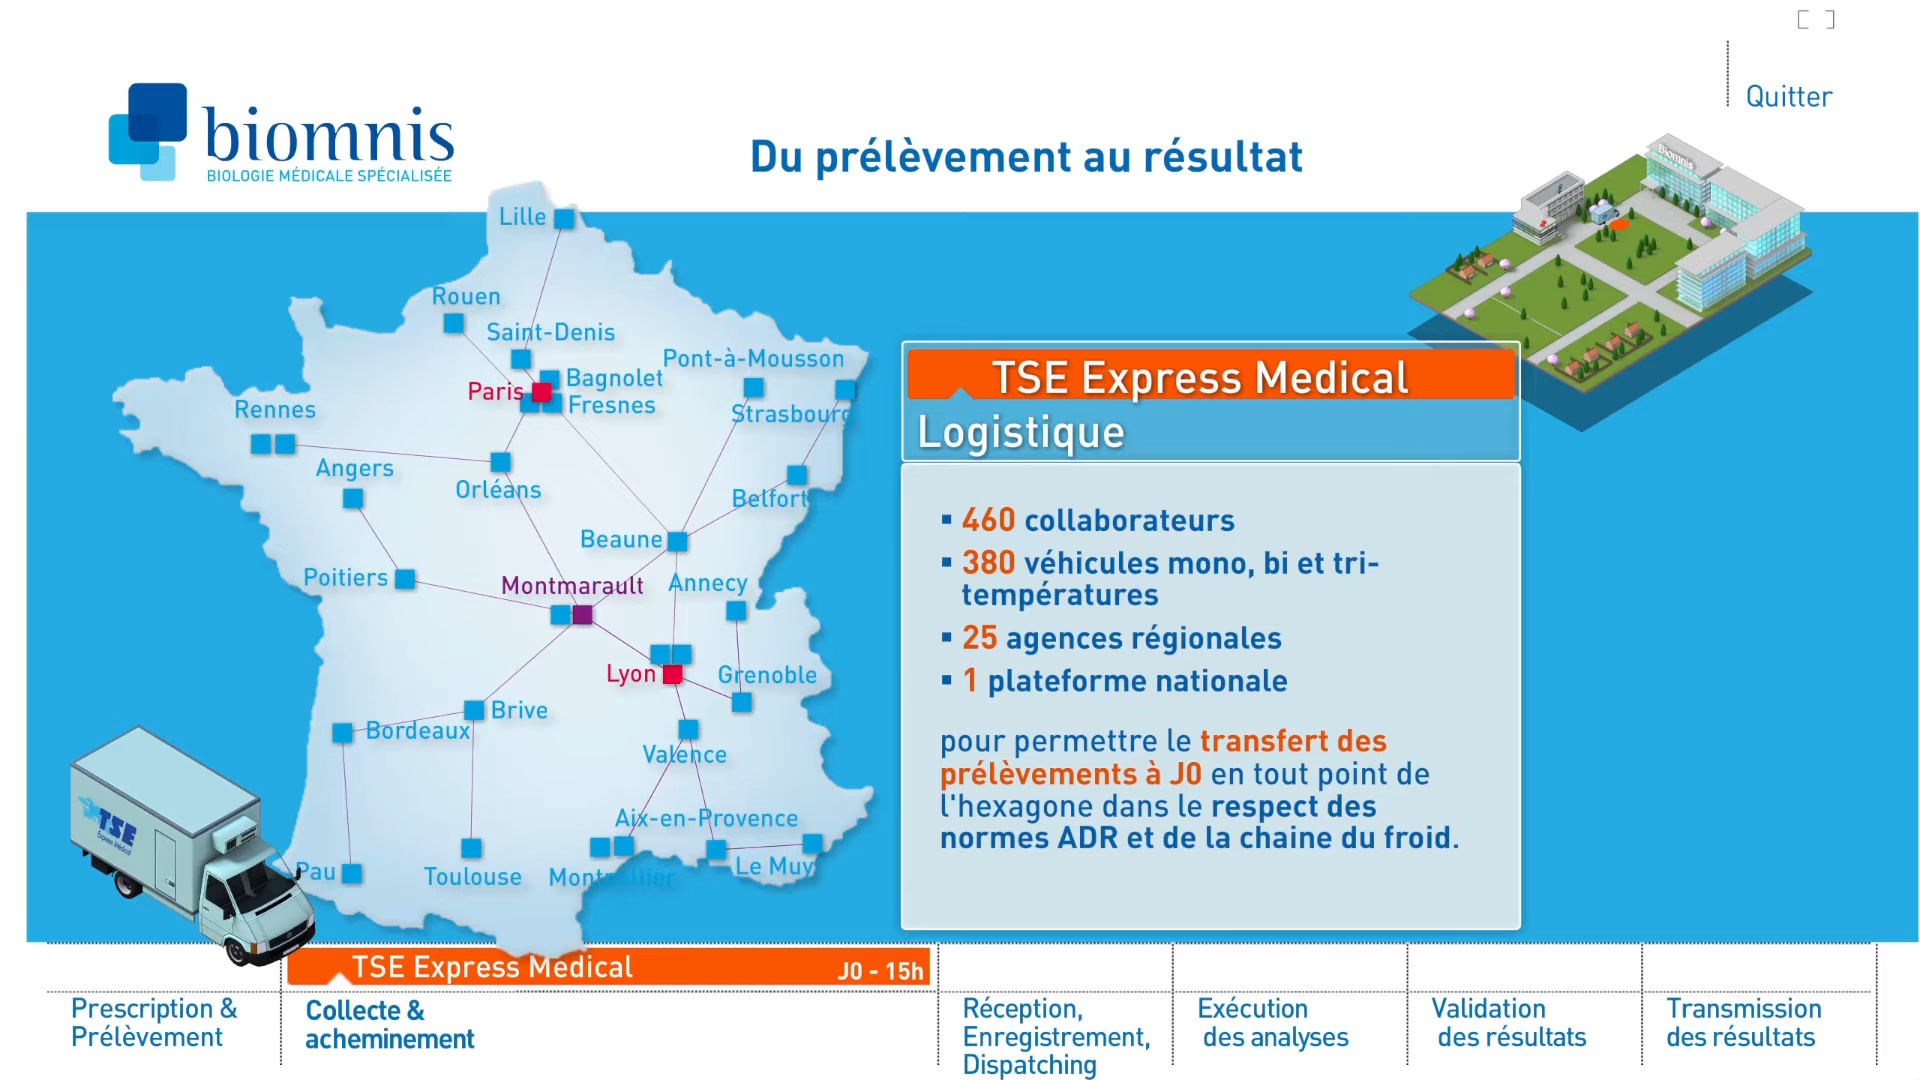 Quitter
biomnis
BIOLOGIE MÉDICALE SPÉCIALISÉE
Du prélèvement au résultat
Biomnis
Lille
Rouen
Saint-Denis
Pont-à-Mousson
Bagnolet
Paris
Fresnes
Strasbourg
Rennes
Angers
Orléans
Belfort
Beaune
Poitiers
Montmarault
Annecy
Lyon
Grenoble
Brive
Bordeaux
Valence
Aix-en-Provence
Le Muy
Pau
Toulouse
Montpellier
TSE Express Medical
Logistique
▪ 460 collaborateurs
▪ 380 véhicules mono, bi et tri-
températures
▪ 25 agences régionales
▪ 1 plateforme nationale
pour permettre le transfert des
prélèvements à J0 en tout point de
l'hexagone dans le respect des
normes ADR et de la chaine du froid.
TSE
Express Médical
TSE Express Medical J0 - 15h
Prescription &
Prélèvement
Collecte &
acheminement
Réception,
Enregistrement,
Dispatching
Exécution
des analyses
Validation
des résultats
Transmission
des résultats